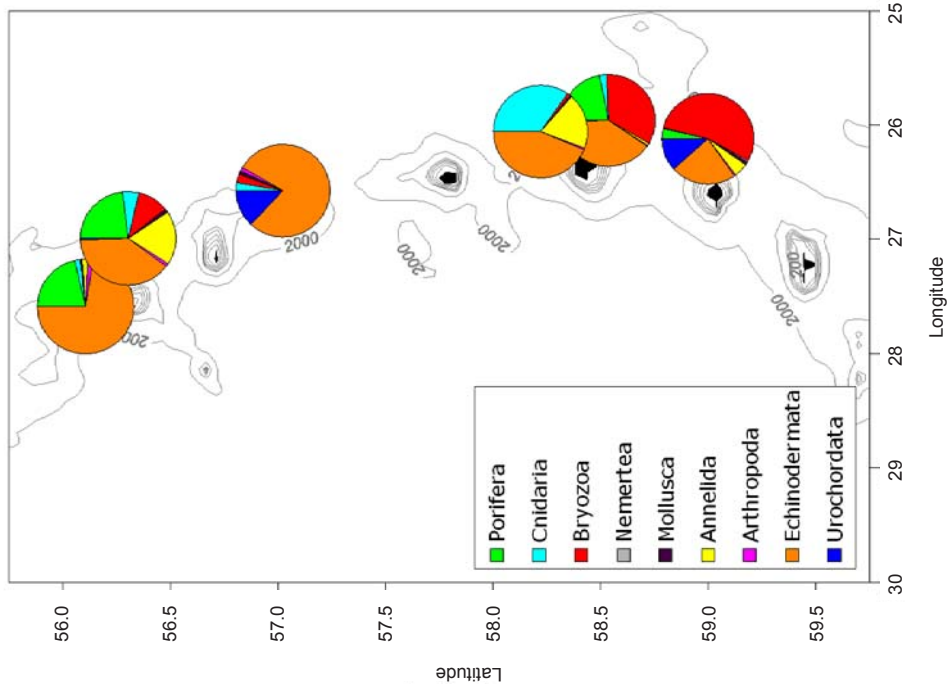 56.0
56.5
57.0
57.5
58.0
58.5
59.0
59.5
Latitude
30
29
28
27
26
25
Longitude
Porifera
Cnidaria
Bryozoa
Nemertea
Mollusca
Annelida
Arthropoda
Echinodermata
Urochordata
2000
2000
2000
2000
200